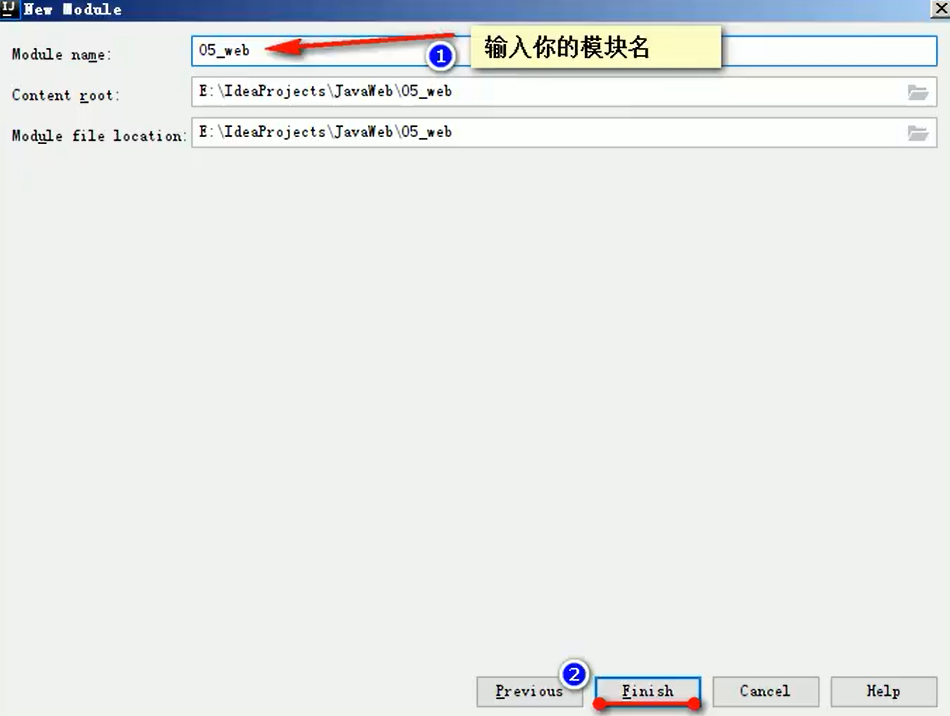 New Module
Module name: 05_web
1 输入你的模块名
Content root: E:\IdeaProjects\JavaWeb\05_web
Module file location: E:\IdeaProjects\JavaWeb\05_web
2
Previous Finish Cancel Help